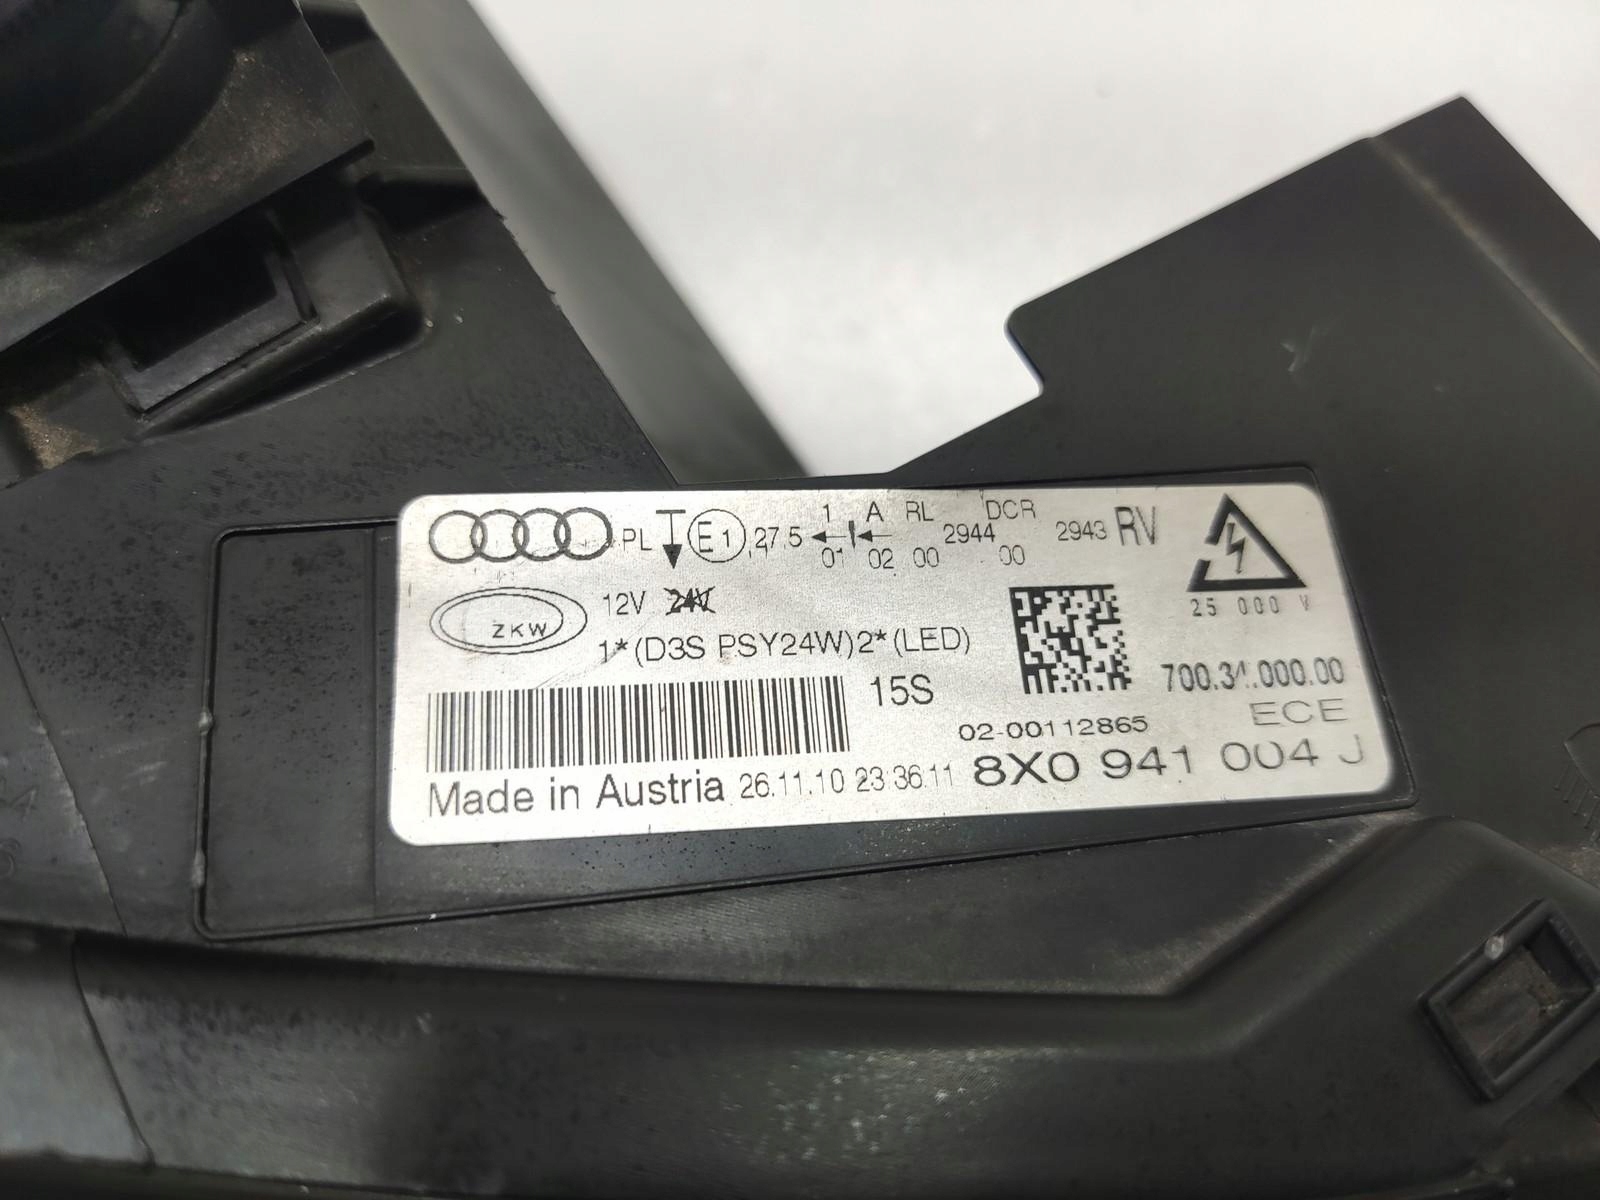 PL E1 27.5 1 A RL DCR 2943 RV
01 02 00 2944 00
12V 24V
ZKW
1*(D3S PSY24W)2*(LED)
25 000 V
15S
700.31.000.00
02-00112865
ECE
Made in Austria 26.11.10 23:36:11 8X0 941 004 J